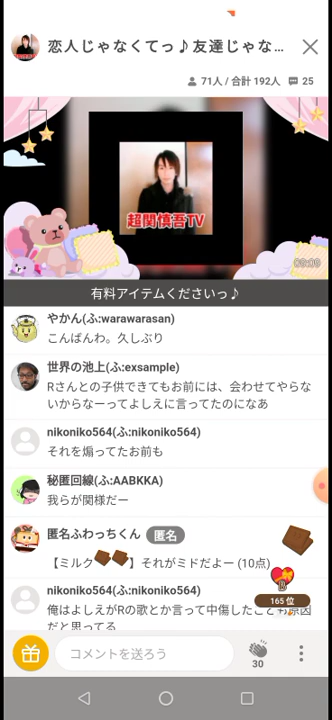 恋人じゃなくてっ♪友達じゃな…
71人 / 合計 192人 25
超関慎吾TV
09:09
有料アイテムくださいっ♪
やかん(ふ:warawarasan)
こんばんわ。久しぶり
世界の池上(ふ:exsample)
Rさんとの子供できてもお前には、会わせてやらな
いからなーってよしえに言ってたのになあ
nikoniko564(ふ:nikoniko564)
それを煽ってたお前も
秘匿回線(ふ:AABKKA)
我らが関様だー
匿名ふわっちくん 匿名
【ミルク🍫🍫】それがミドだよー (10点)
165 位
nikoniko564(ふ:nikoniko564)
俺はよしえがRの歌とか言って中傷したことも原因
だと思ってる
コメントを送ろう
30